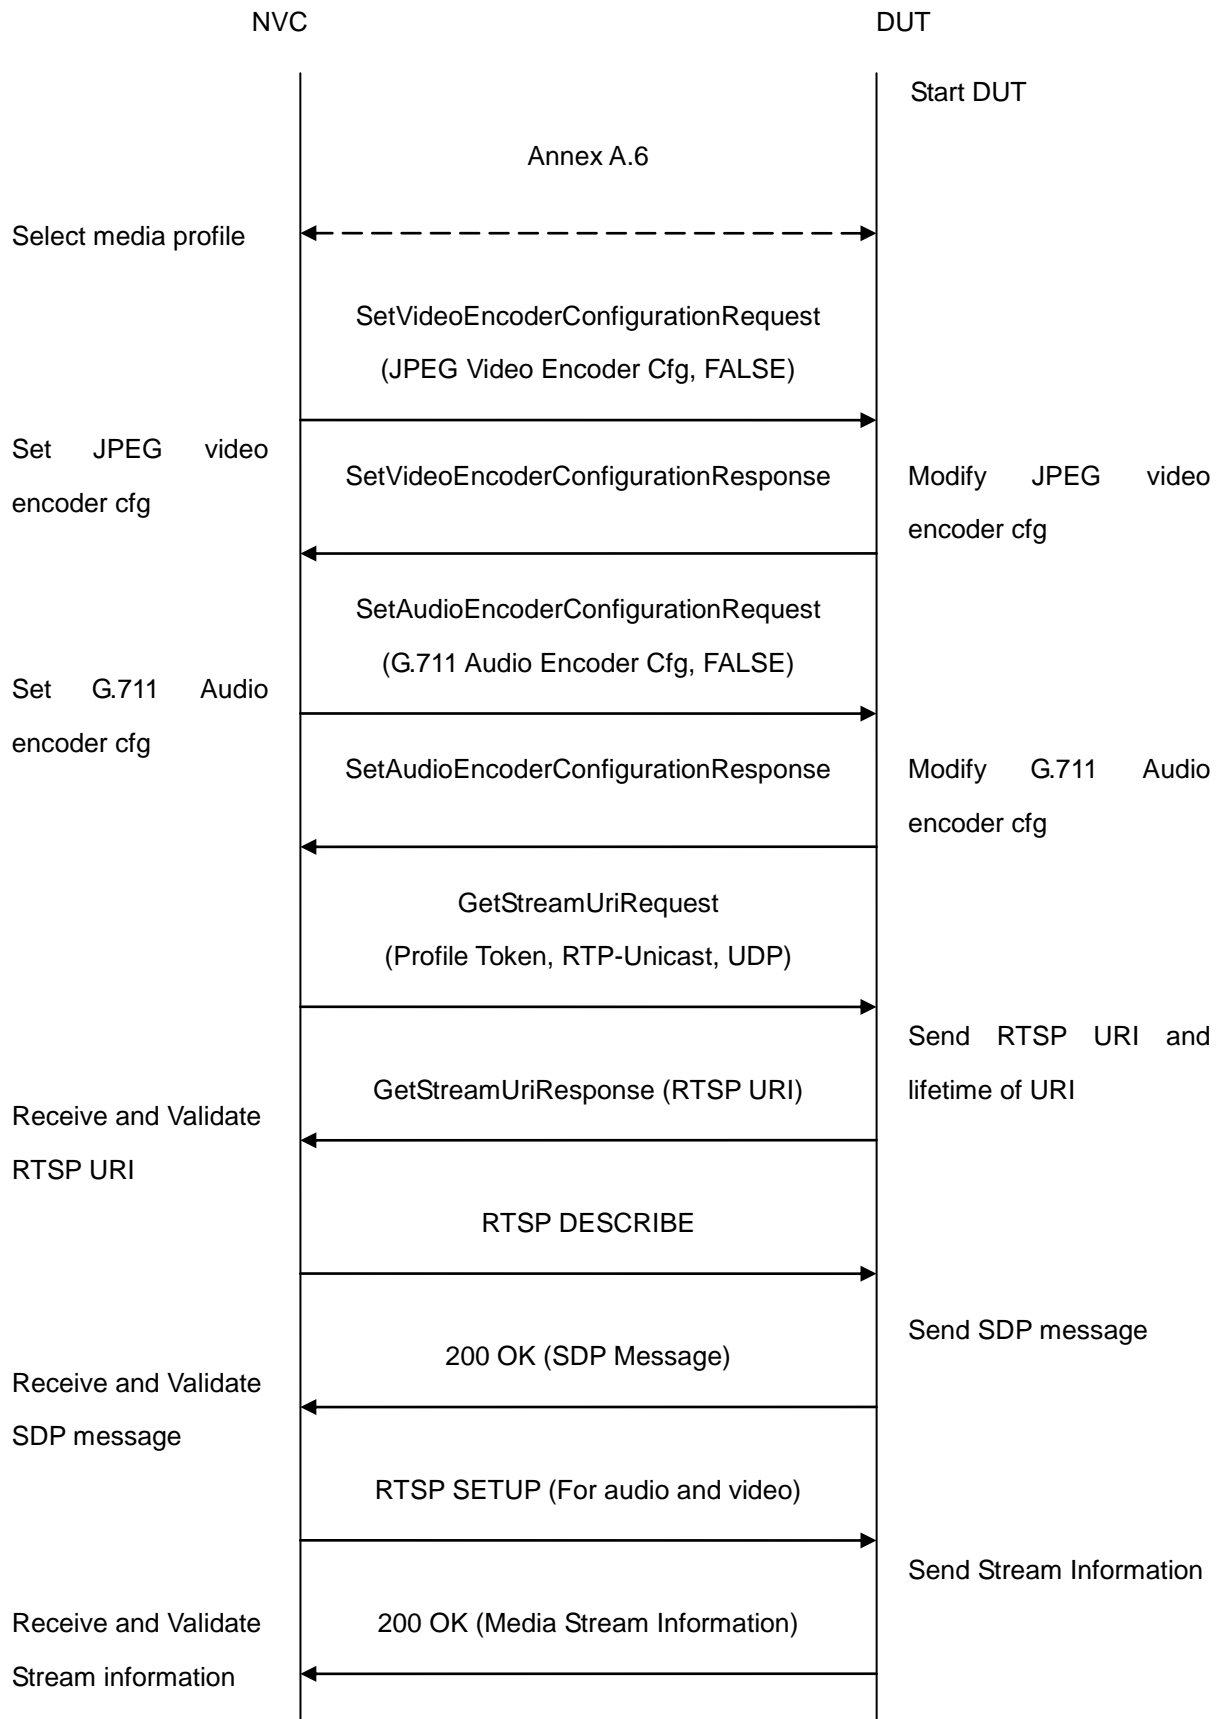 NVC
DUT
Start DUT
Annex A.6
Select media profile
SetVideoEncoderConfigurationRequest
(JPEG Video Encoder Cfg, FALSE)
Set JPEG video
encoder cfg
SetVideoEncoderConfigurationResponse
Modify JPEG video
encoder cfg
SetAudioEncoderConfigurationRequest
(G.711 Audio Encoder Cfg, FALSE)
Set G.711 Audio
encoder cfg
SetAudioEncoderConfigurationResponse
Modify G.711 Audio
encoder cfg
GetStreamUriRequest
(Profile Token, RTP-Unicast, UDP)
Send RTSP URI and
lifetime of URI
GetStreamUriResponse (RTSP URI)
Receive and Validate
RTSP URI
RTSP DESCRIBE
Send SDP message
200 OK (SDP Message)
Receive and Validate
SDP message
RTSP SETUP (For audio and video)
Send Stream Information
200 OK (Media Stream Information)
Receive and Validate
Stream information